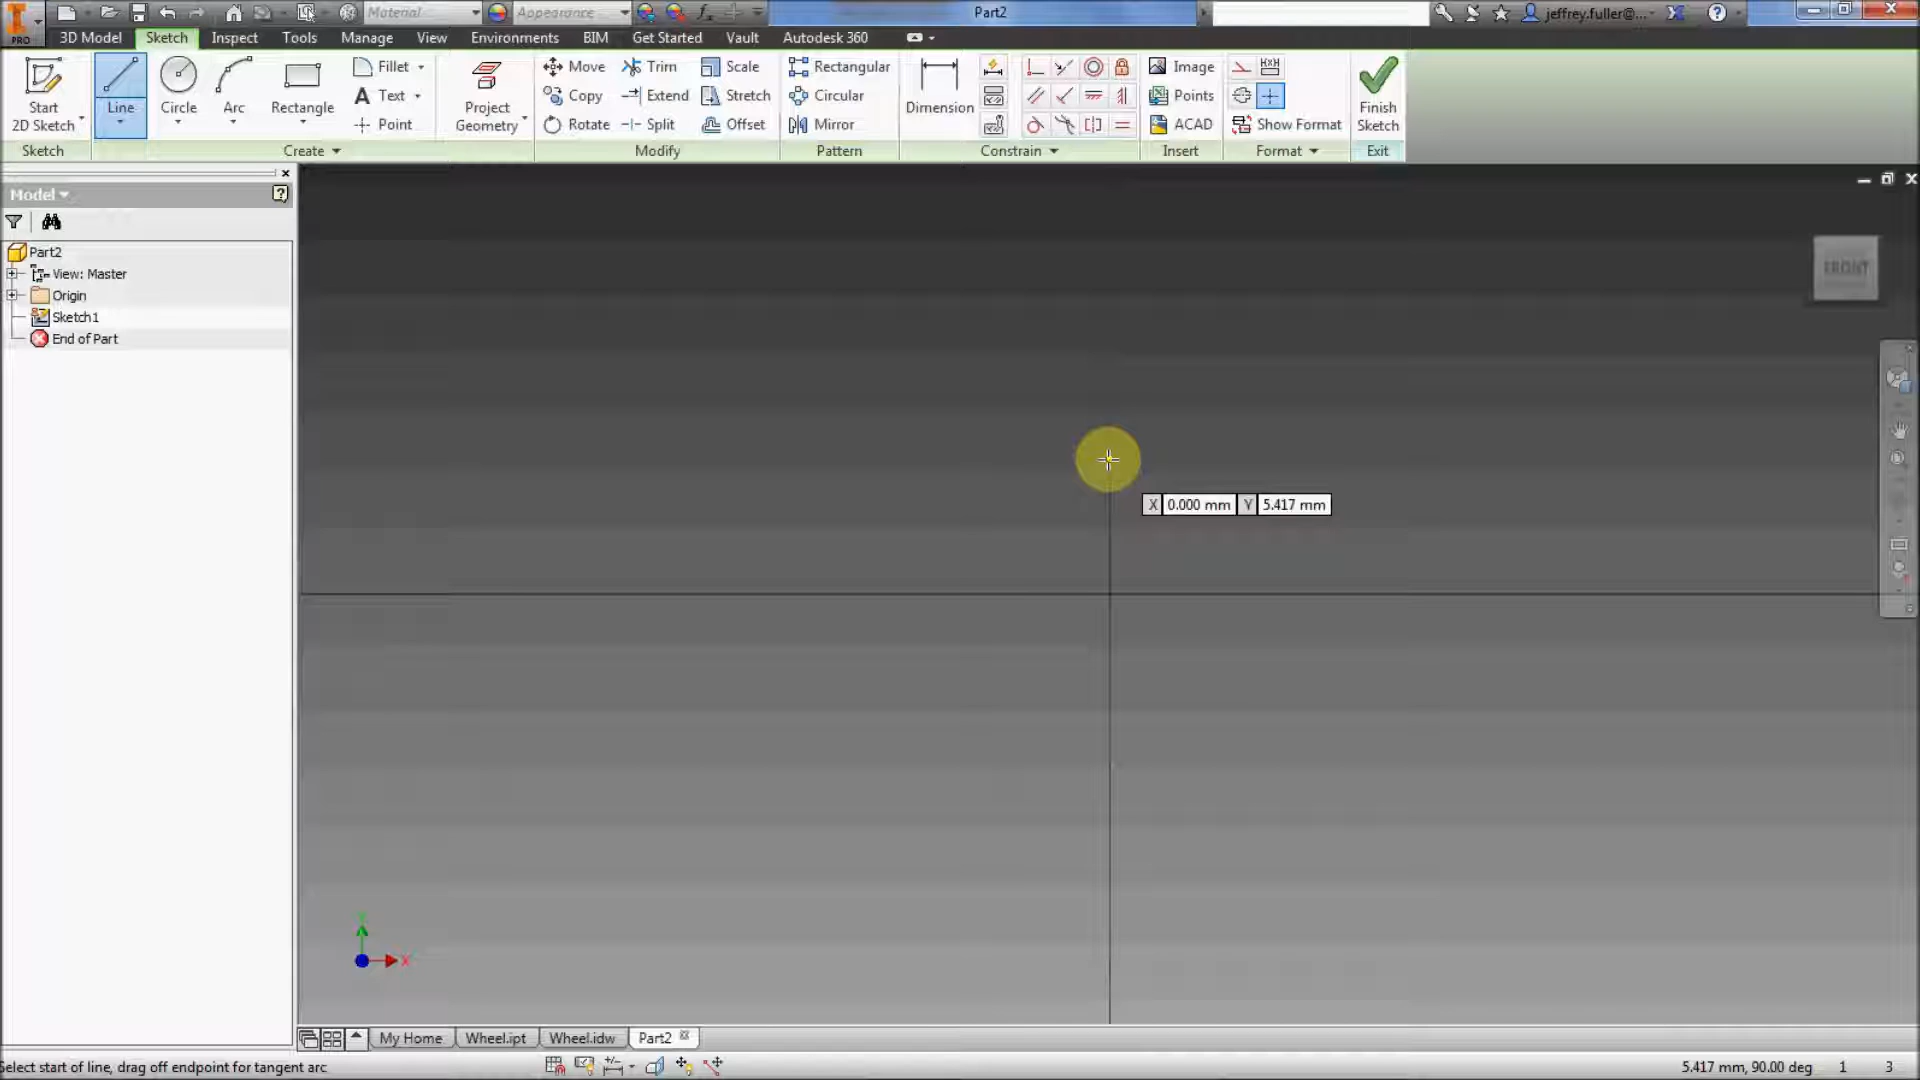 Material Appearance Part2 jeffrey.fuller@...
PRO 3D Model Sketch Inspect Tools Manage View Environments BIM Get Started Vault Autodesk 360
Start
2D Sketch
Line
Circle
Arc
Rectangle
Fillet
Text
Point
Project
Geometry
Move Trim Scale
Copy Extend Stretch
Rotate Split Offset
Rectangular
Circular
Mirror
Dimension
Image
Points
ACAD
Show Format
Finish
Sketch
Sketch Create Modify Pattern Constrain Insert Format Exit
Model
Part2
View: Master
Origin
Sketch1
End of Part
FRONT
X 0.000 mm Y 5.417 mm
Y
X
My Home Wheel.ipt Wheel.idw Part2
Select start of line, drag off endpoint for tangent arc 5.417 mm, 90.00 deg 1 3